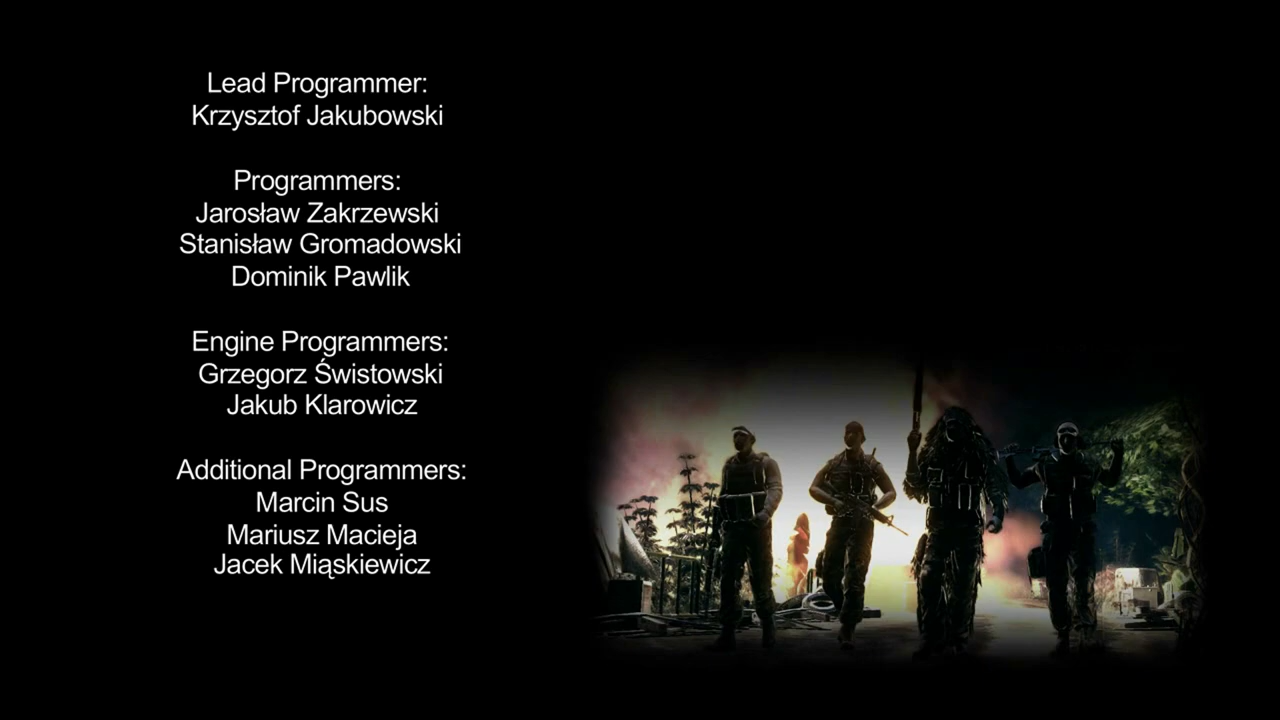 Lead Programmer:
Krzysztof Jakubowski
Programmers:
Jarosław Zakrzewski
Stanisław Gromadowski
Dominik Pawlik
Engine Programmers:
Grzegorz Świstowski
Jakub Klarowicz
Additional Programmers:
Marcin Sus
Mariusz Macieja
Jacek Miąskiewicz